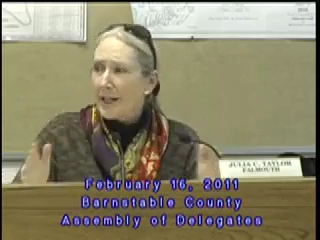 JULIA C. TAYLOR
FALMOUTH
February 16, 2011
Barnstable County
Assembly of Delegates